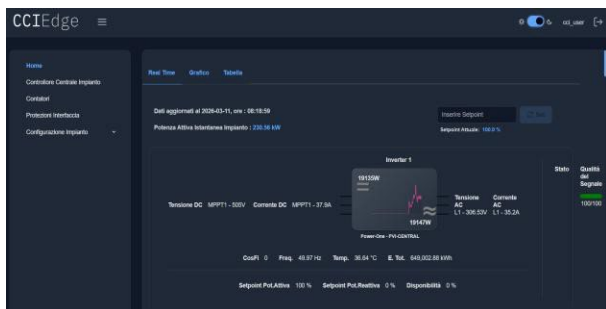 CCIEdge
cci_user
Home
Controllore Centrale Impianto
Contatori
Protezioni Interfaccia
Configurazione Impianto
Real Time Grafico Tabella
Dati aggiornati al 2026-03-11, ore : 08:18:59
Potenza Attiva Istantanea Impianto : 230.56 kW
Inserire Setpoint
Setpoint Attuale: 100.0 %
Inverter 1
Stato Qualità del Segnale
100/100
19135W
19147W
Tensione DC MPPT1 - 505V Corrente DC MPPT1 - 37.9A
Tensione AC L1 - 306.53V
Corrente AC L1 - 35.2A
Power-One - PVI-CENTRAL
CosFi 0 Freq. 49.97 Hz Temp. 36.64 °C E. Tot. 649,002.88 kWh
Setpoint Pot.Attiva 100 % Setpoint Pot.Reattiva 0 % Disponibilità 0 %